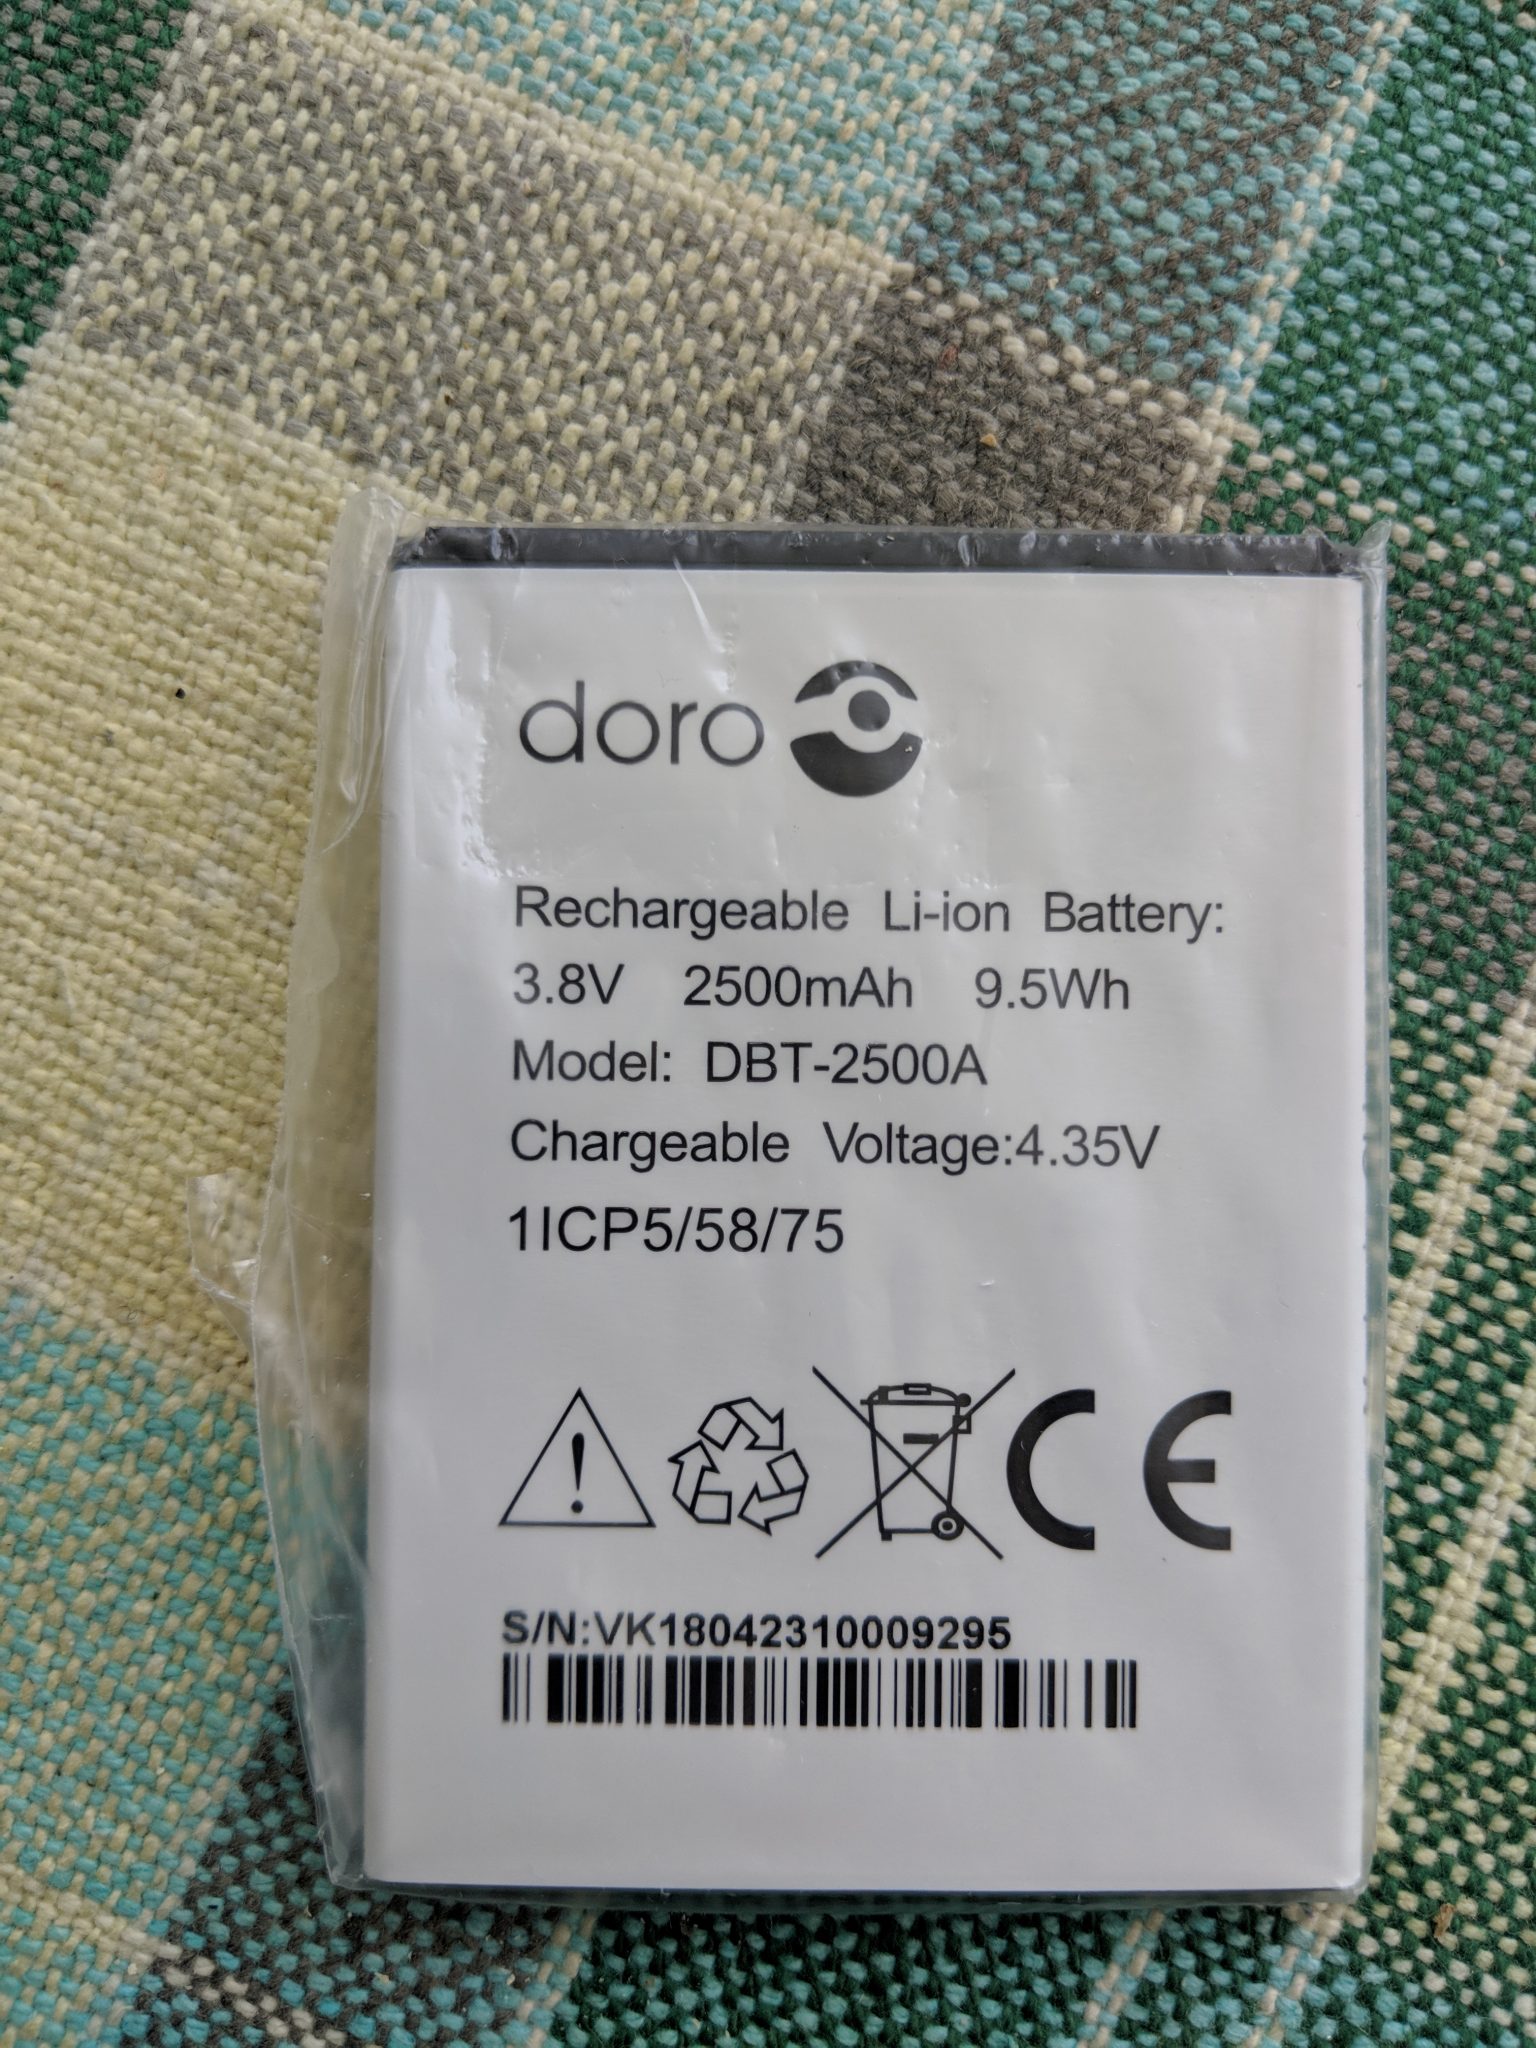 doro
Rechargeable Li-ion Battery:
3.8V 2500mAh 9.5Wh
Model: DBT-2500A
Chargeable Voltage:4.35V
1ICP5/58/75
CE
S/N:VK18042310009295